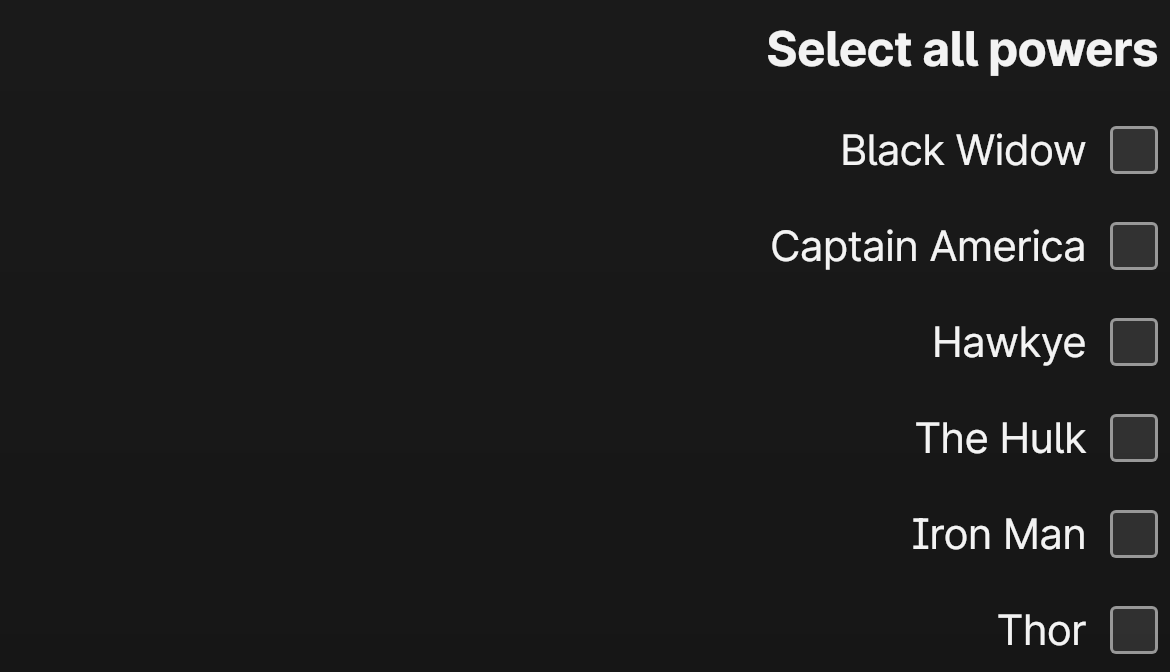 Select all powers
Black Widow
Captain America
Hawkye
The Hulk
Iron Man
Thor